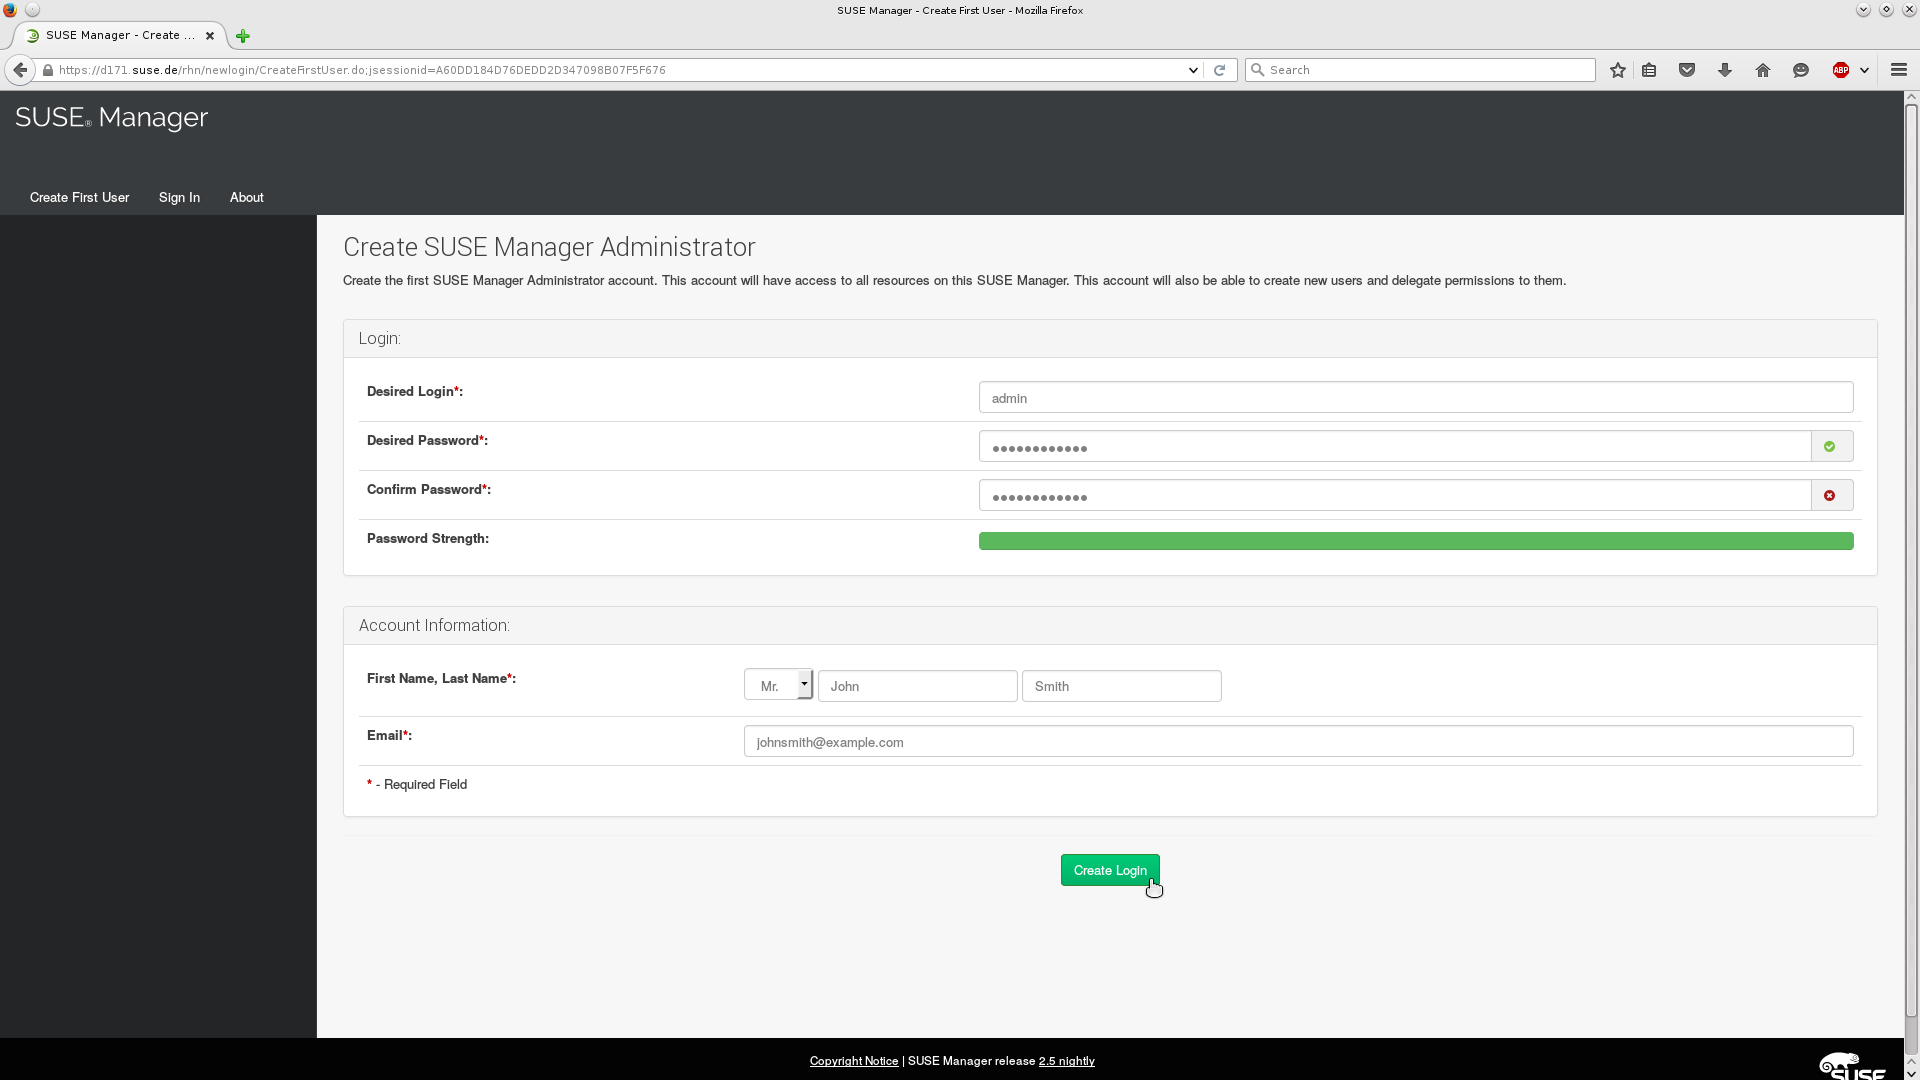 SUSE Manager - Create First User - Mozilla Firefox
SUSE Manager - Create ...
https://d171.suse.de/rhn/newlogin/CreateFirstUser.do;jsessionid=A60DD184D76DEDD2D347098B07F5F676
Search
ABP
SUSE® Manager
Create First User Sign In About
Create SUSE Manager Administrator
Create the first SUSE Manager Administrator account. This account will have access to all resources on this SUSE Manager. This account will also be able to create new users and delegate permissions to them.
Login:
Desired Login*: admin
Desired Password*: ●●●●●●●●●●●●
Confirm Password*: ●●●●●●●●●●●●
Password Strength:
Account Information:
First Name, Last Name*: Mr. John Smith
Email*: johnsmith@example.com
* - Required Field
Create Login
Copyright Notice | SUSE Manager release 2.5 nightly
SUSE